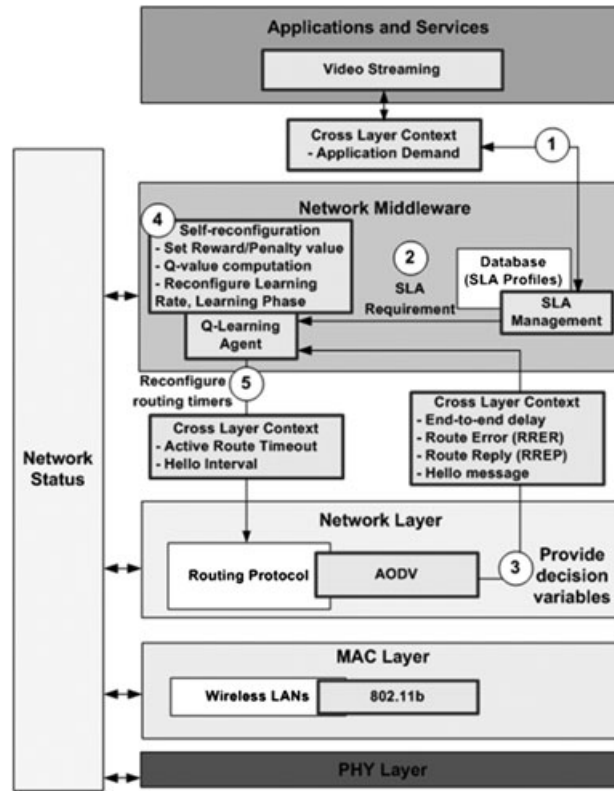 Applications and Services
Video Streaming
Cross Layer Context
- Application Demand
1
Network Middleware
4
Self-reconfiguration
- Set Reward/Penalty value
- Q-value computation
- Reconfigure Learning
Rate, Learning Phase
Q-Learning
Agent
2
SLA
Requirement
Database
(SLA Profiles)
SLA
Management
Reconfigure
routing timers
5
Cross Layer Context
- Active Route Timeout
- Hello Interval
Cross Layer Context
- End-to-end delay
- Route Error (RRER)
- Route Reply (RREP)
- Hello message
Network
Status
Network Layer
Routing Protocol
AODV
3
Provide
decision
variables
MAC Layer
Wireless LANs
802.11b
PHY Layer